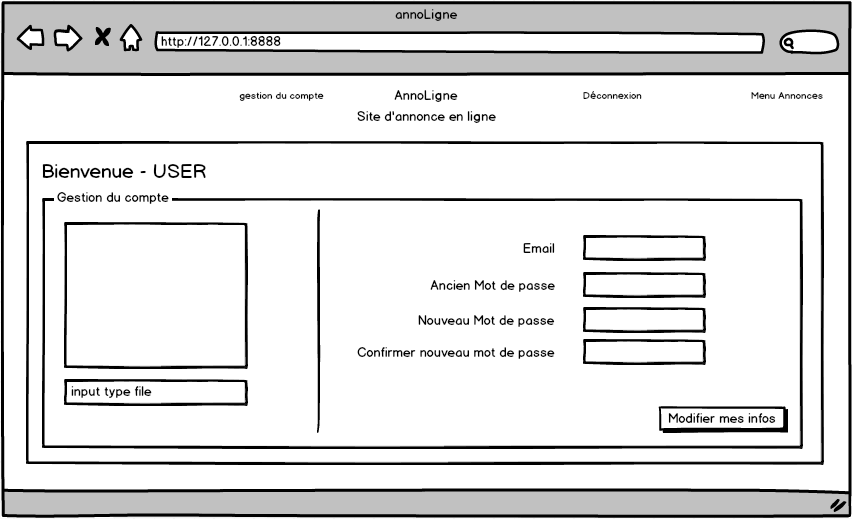 annoLigne
http://127.0.0.1:8888
gestion du compte
AnnoLigne
Déconnexion
Menu Annonces
Site d'annonce en ligne
Bienvenue - USER
Gestion du compte
Email
Ancien Mot de passe
Nouveau Mot de passe
Confirmer nouveau mot de passe
input type file
Modifier mes infos